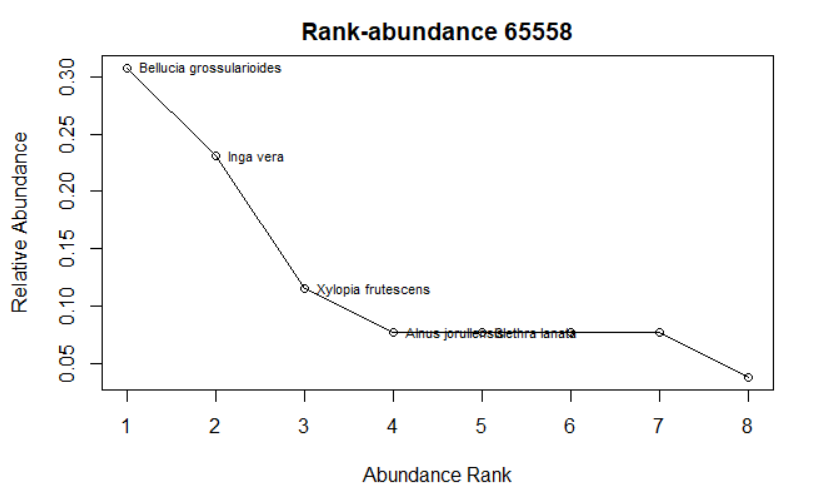 Rank-abundance 65558
Relative Abundance
0.30
0.25
0.20
0.15
0.10
0.05
Bellucia grossularioides
Inga vera
Xylopia frutescens
Alnus jorullensis
Clethra lanata
1 2 3 4 5 6 7 8
Abundance Rank